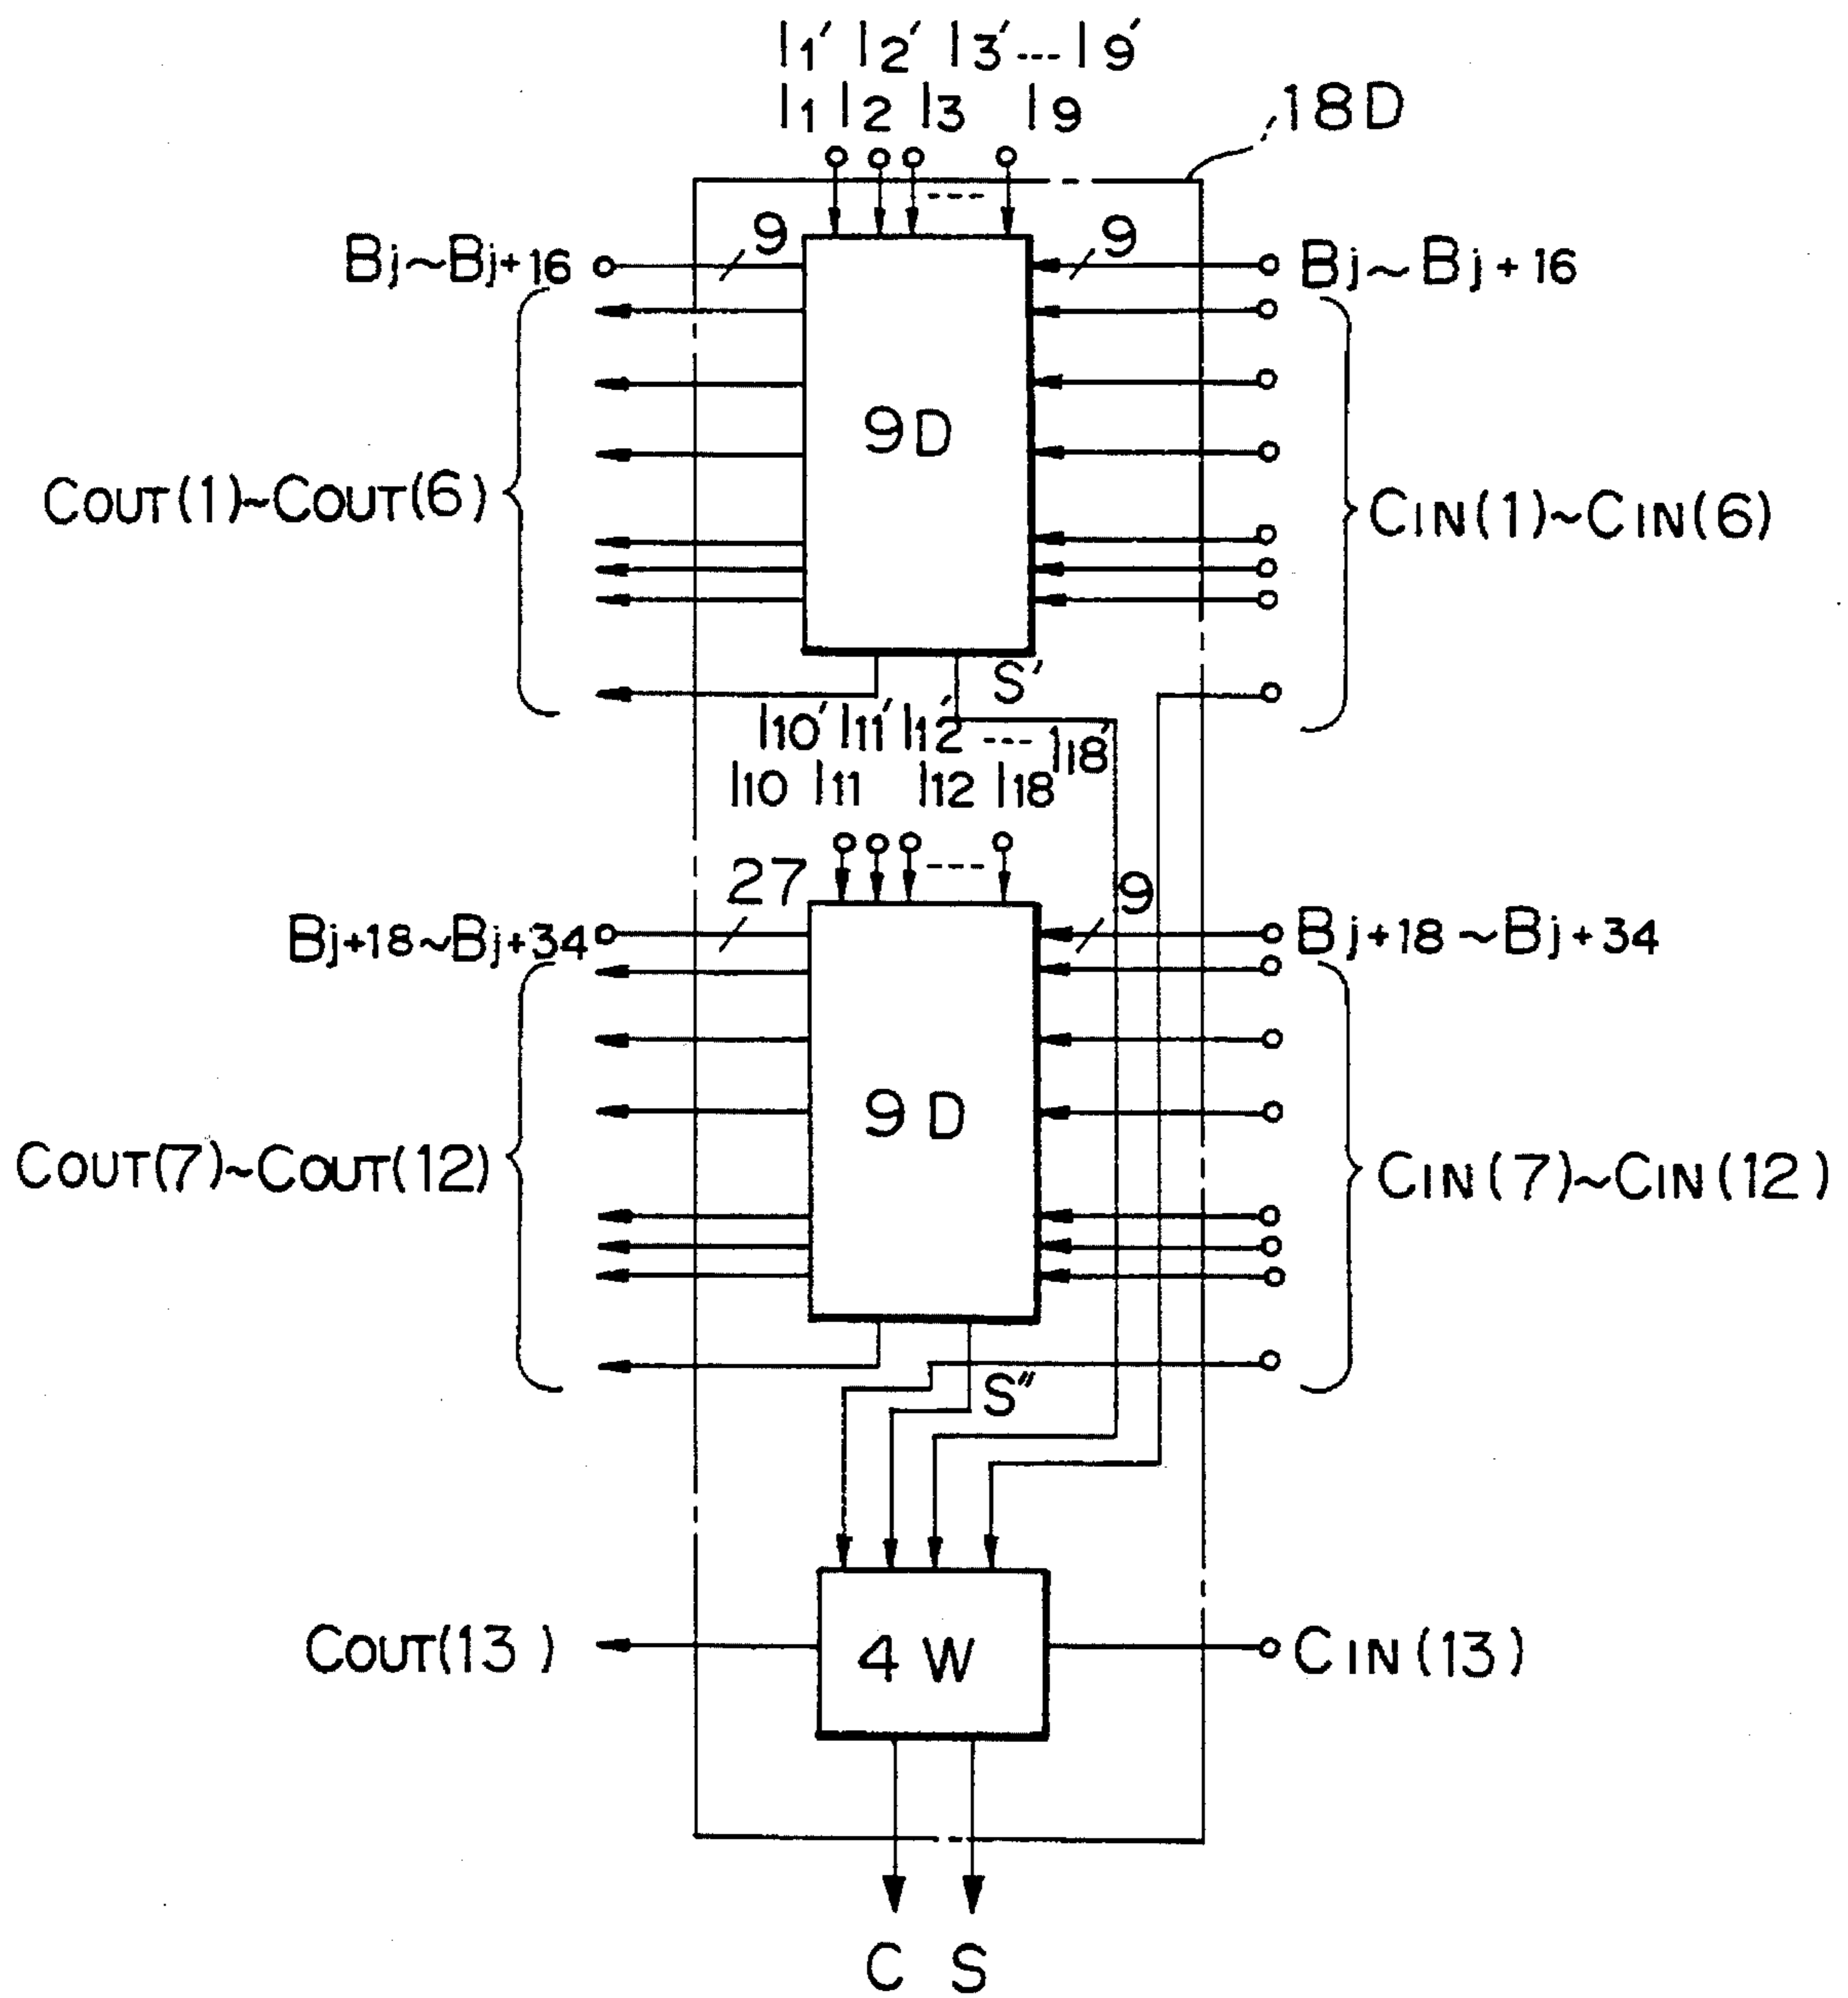 I1' I2' I3' --- I9'
I1 I2 I3 I9
18D
9
9
Bj~Bj+16
Bj~Bj+16
9D
COUT(1)~COUT(6)
CIN(1)~CIN(6)
S'
I10' I11' I12' --- I18'
I10 I11 I12 I18
27
9
Bj+18~Bj+34
Bj+18~Bj+34
9D
COUT(7)~COUT(12)
CIN(7)~CIN(12)
S"
COUT(13)
4W
CIN(13)
C S